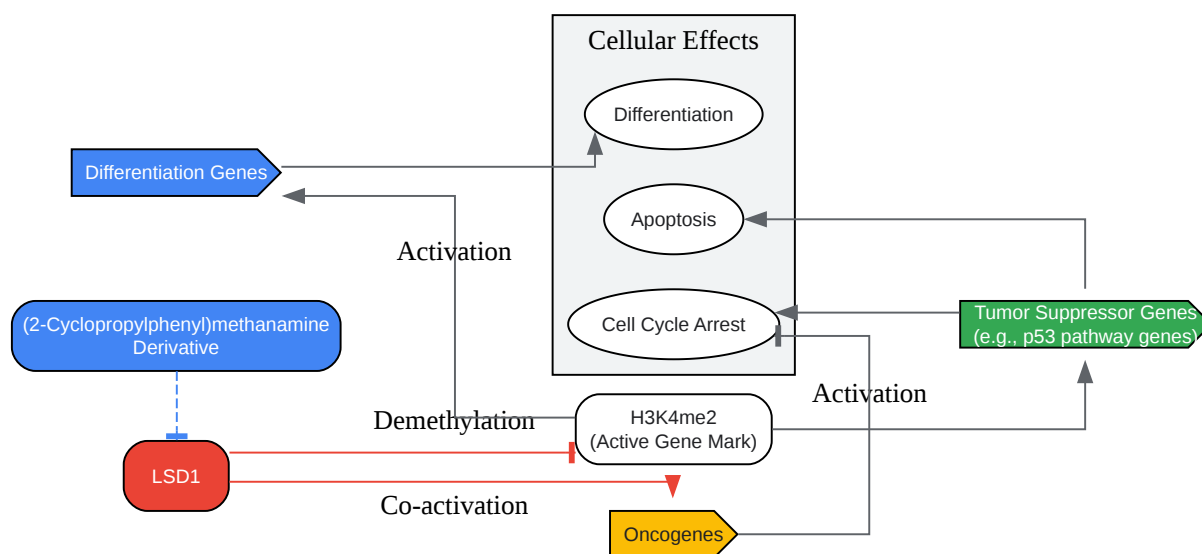 Cellular Effects
Differentiation
Differentiation Genes
Apoptosis
Activation
(2-Cyclopropylphenyl)methanamine
Derivative
Cell Cycle Arrest
Tumor Suppressor Genes
(e.g., p53 pathway genes)
Activation
Demethylation
H3K4me2
(Active Gene Mark)
LSD1
Co-activation
Oncogenes